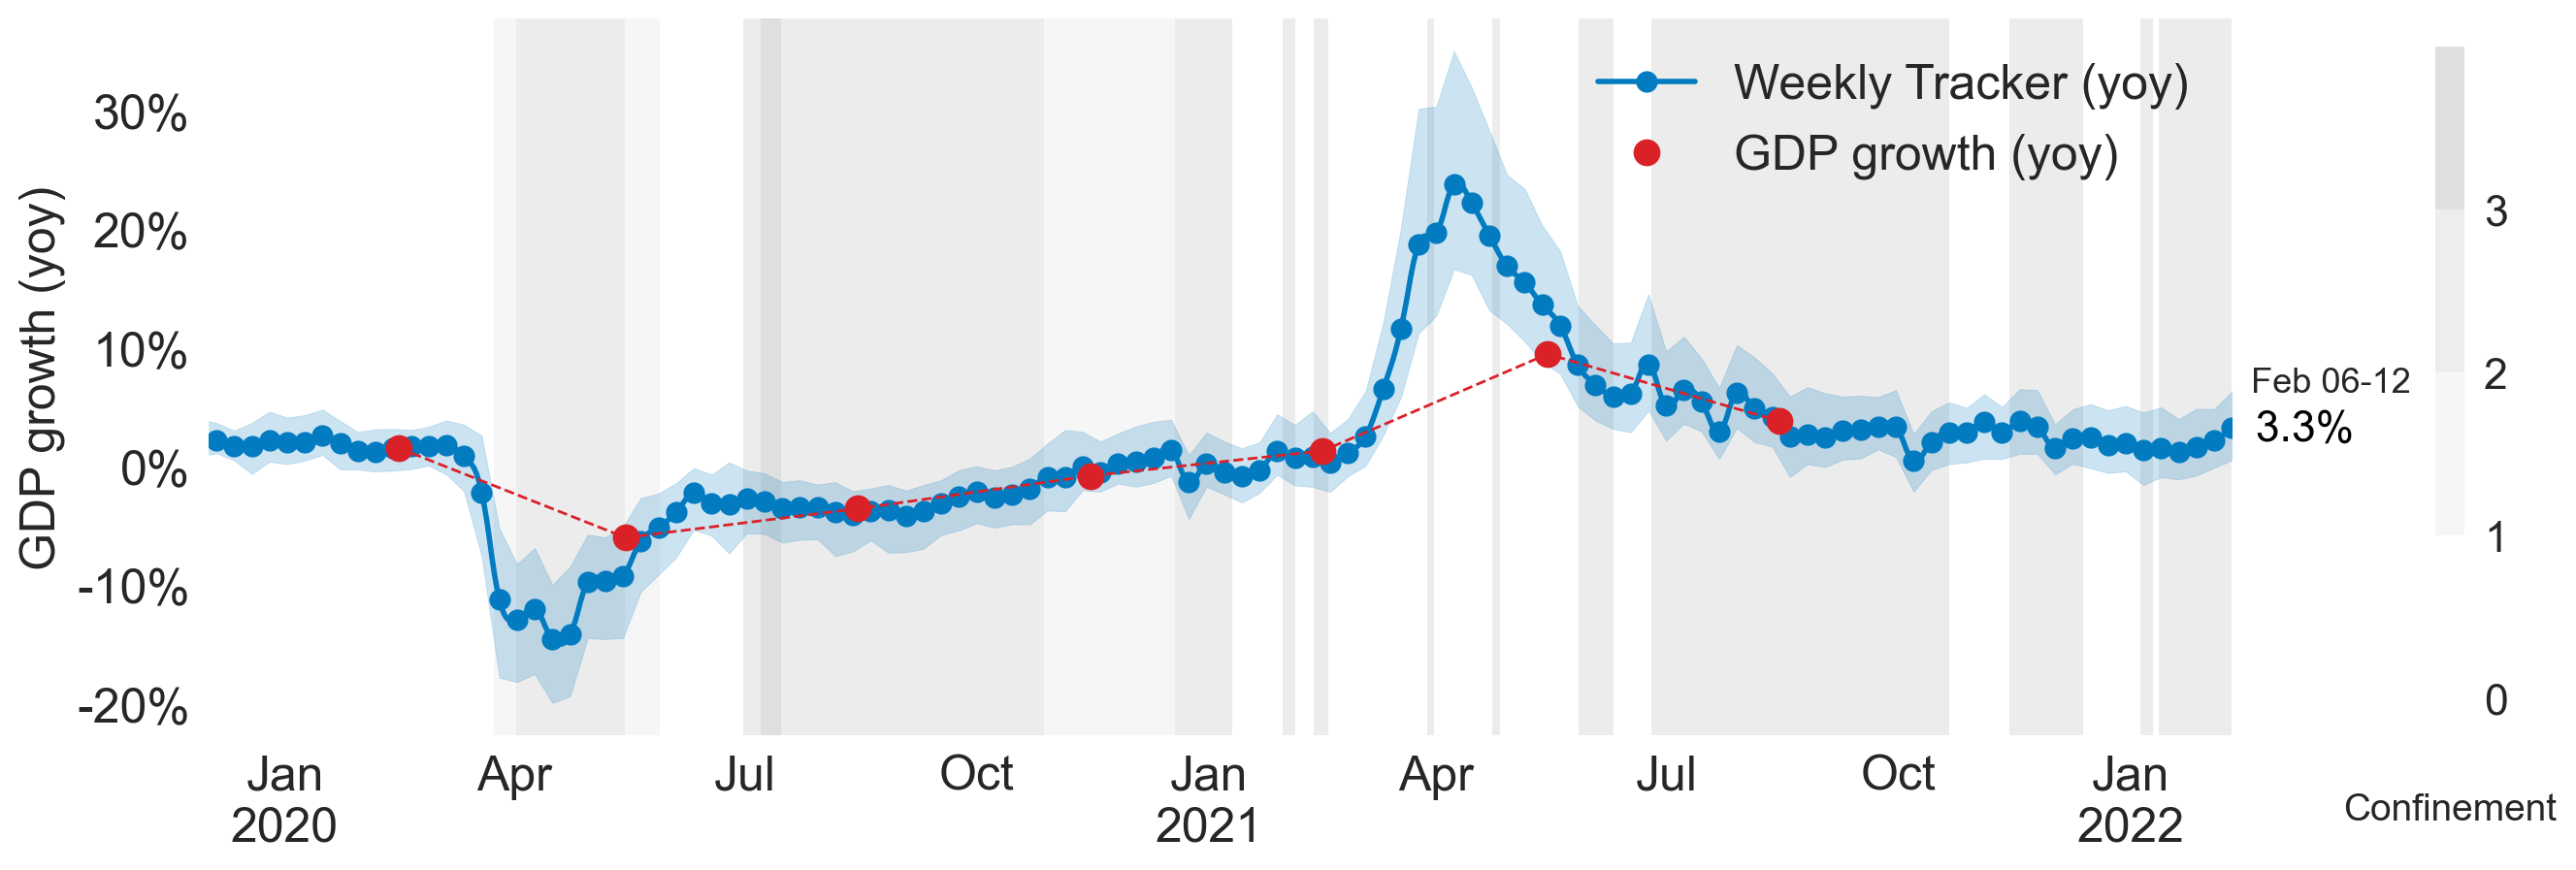 GDP growth (yoy)
30%
20%
10%
0%
-10%
-20%
Weekly Tracker (yoy)
GDP growth (yoy)
Feb 06-12
3.3%
3
2
1
0
Confinement
Jan Apr Jul Oct Jan Apr Jul Oct Jan
2020 2021 2022